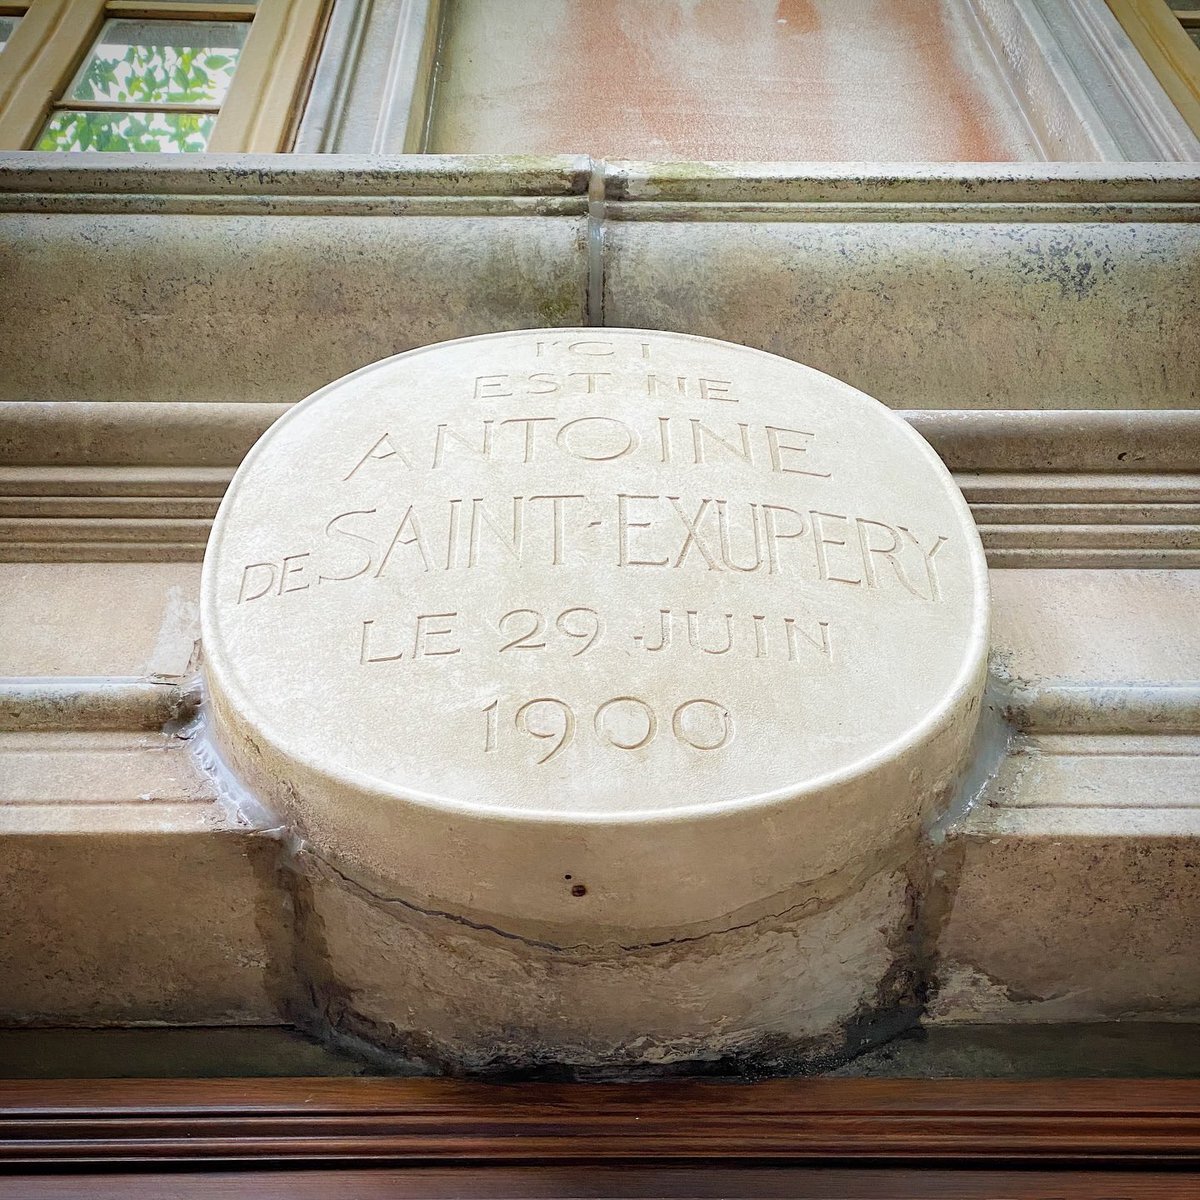 ICI
EST NE
ANTOINE
DE SAINT-EXUPERY
LE 29 JUIN
1900